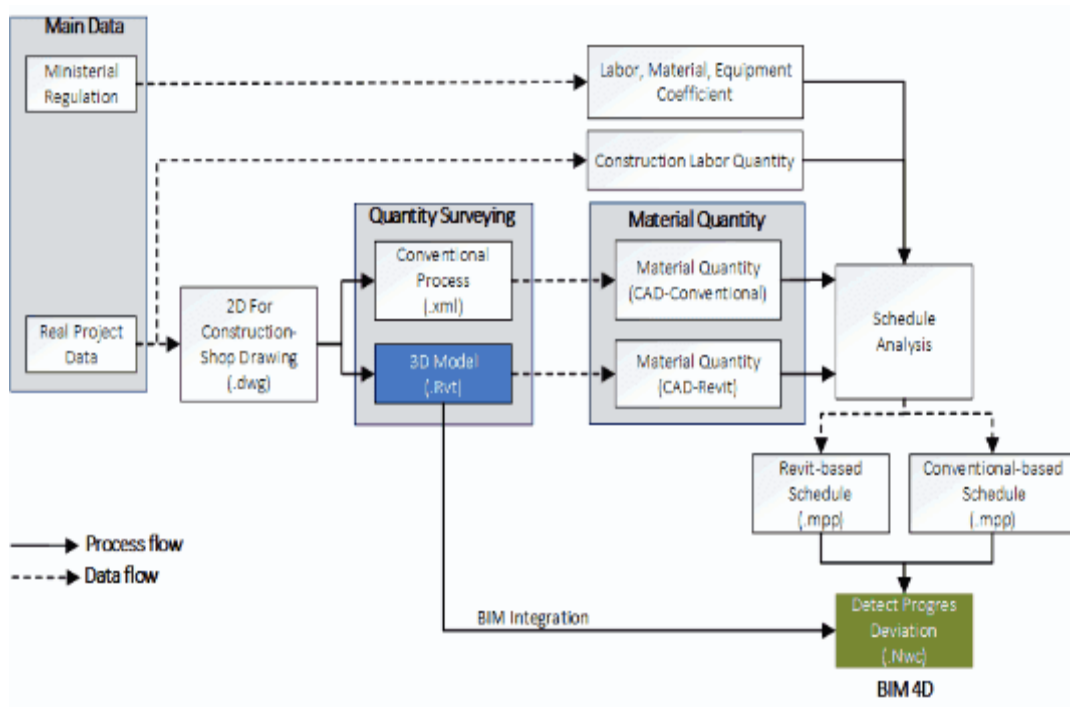 Main Data
Ministerial
Regulation
Labor, Material, Equipment
Coefficient
Construction Labor Quantity
Quantity Surveying
Material Quantity
Conventional
Process
(.xml)
Material Quantity
(CAD-Conventional)
Real Project
Data
2D For
Construction-
Shop Drawing
(.dwg)
3D Model
(.Rvt)
Material Quantity
(CAD-Revit)
Schedule
Analysis
Revit-based
Schedule
(.mpp)
Conventional-based
Schedule
(.mpp)
Process flow
Data flow
BIM Integration
Detect Progres
Deviation
(.Nwc)
BIM 4D